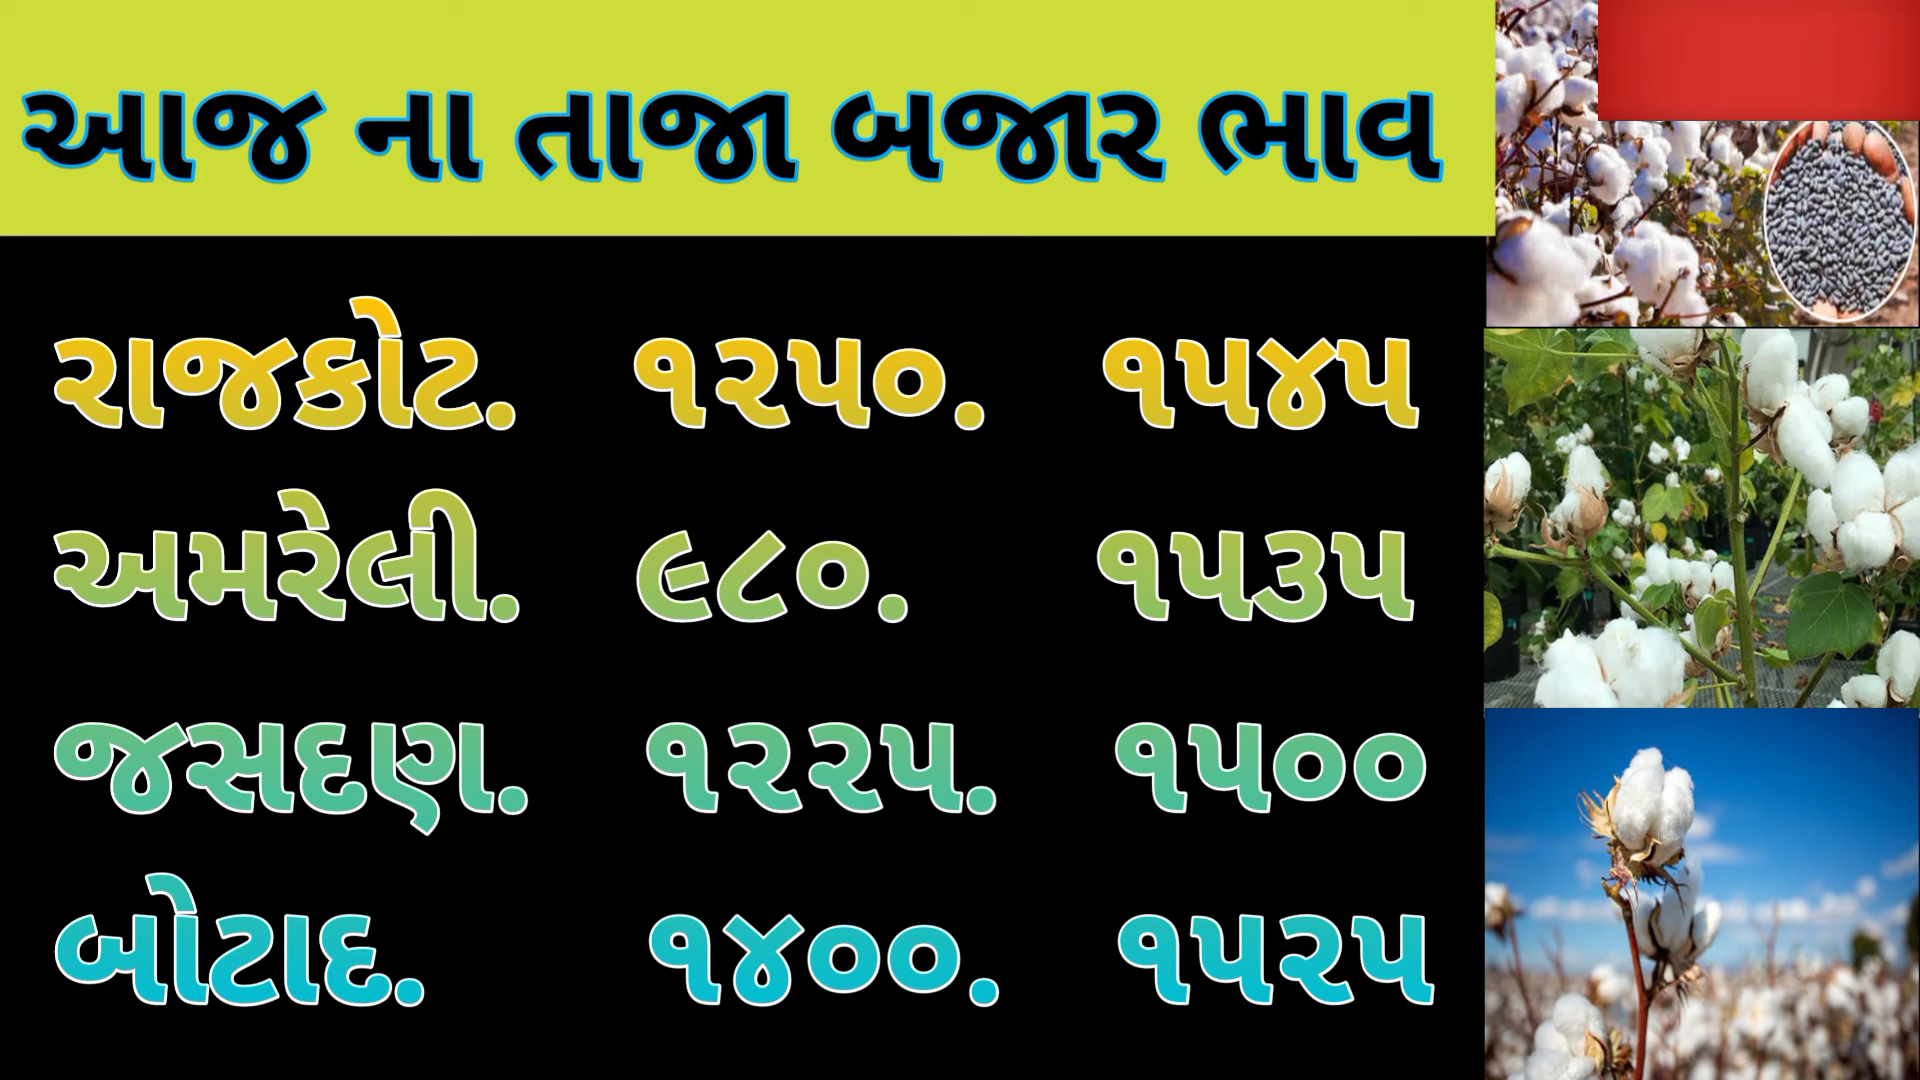 આજ ના તાજા બજાર ભાવ
રાજકોટ. ૧૨૫૦. ૧૫૪૫
અમરેલી. ૯૮૦. ૧૫૩૫
જસદણ. ૧૨૨૫. ૧૫૦૦
બોટાદ. ૧૪૦૦. ૧૫૨૫